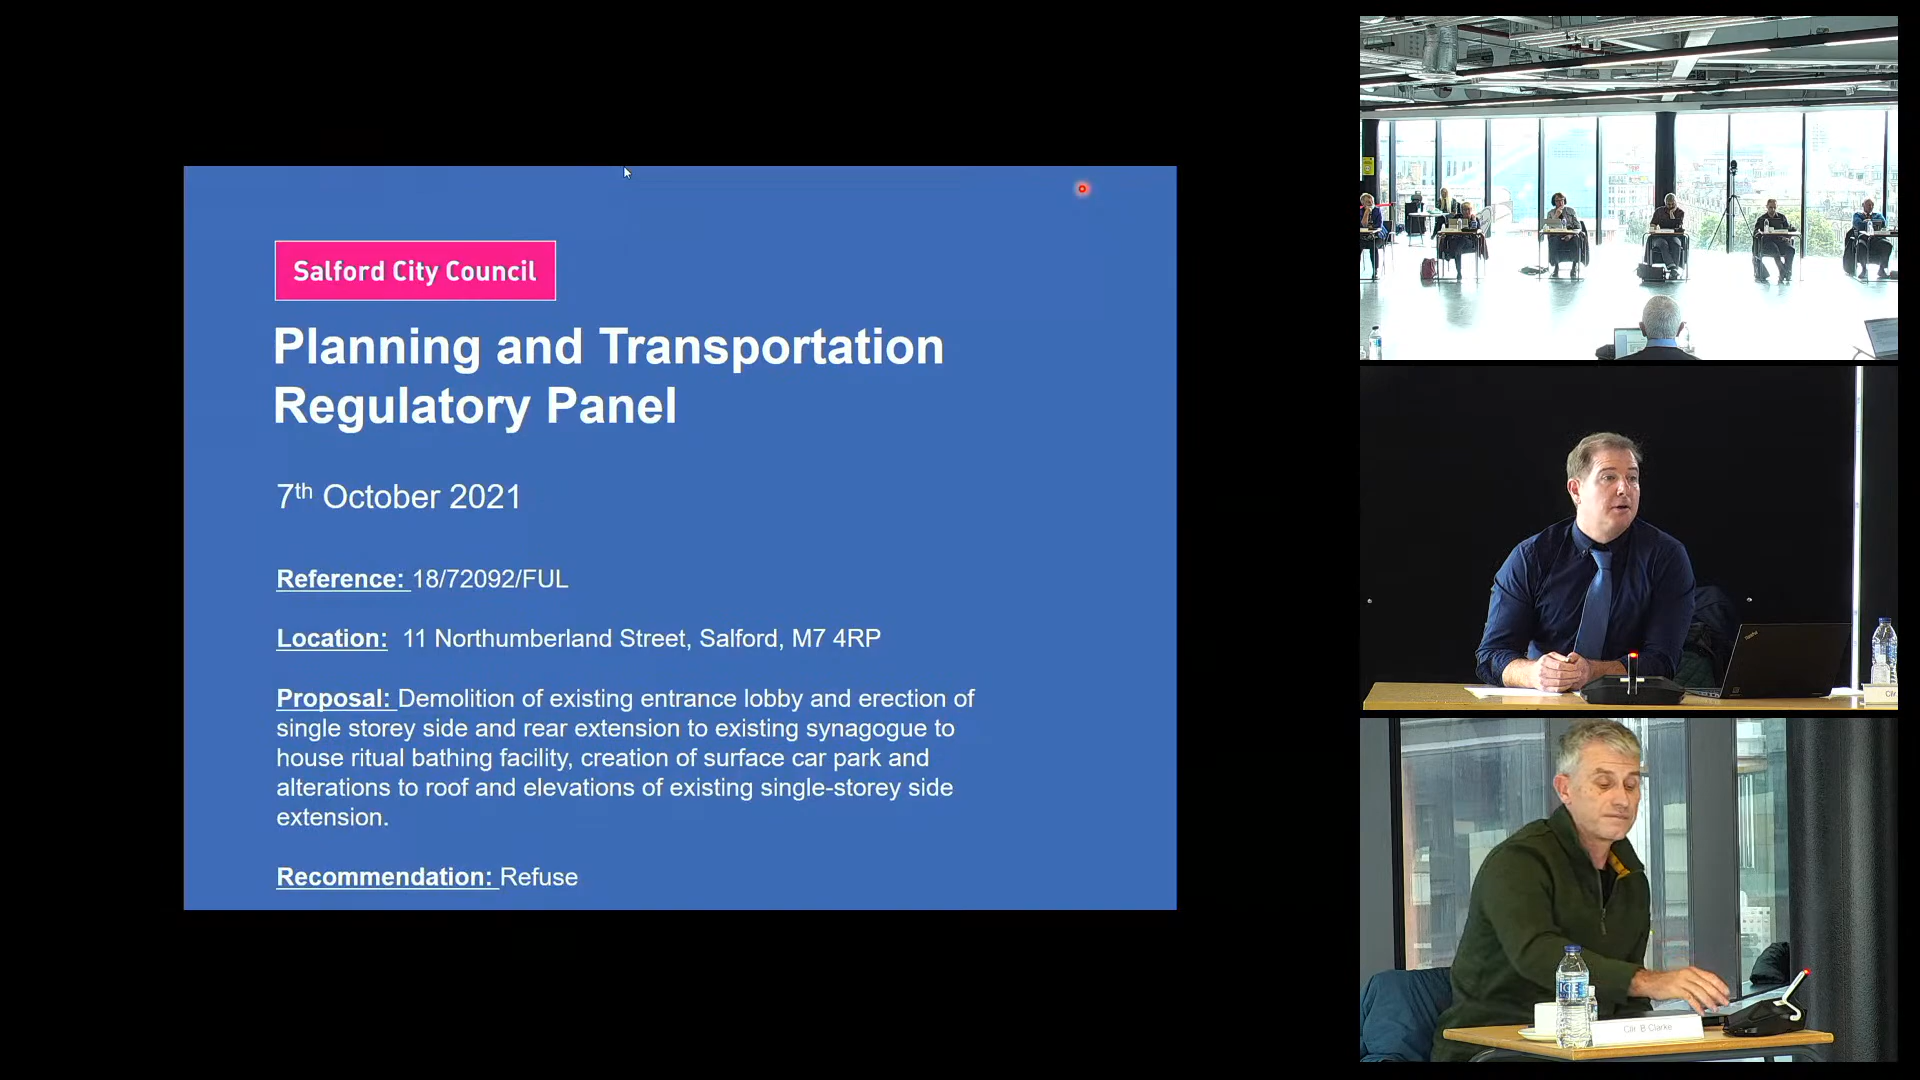 Salford City Council
Planning and Transportation
Regulatory Panel
7th October 2021
Reference: 18/72092/FUL
Location: 11 Northumberland Street, Salford, M7 4RP
Proposal: Demolition of existing entrance lobby and erection of
single storey side and rear extension to existing synagogue to
house ritual bathing facility, creation of surface car park and
alterations to roof and elevations of existing single-storey side
extension.
Recommendation: Refuse
Cllr B Clarke